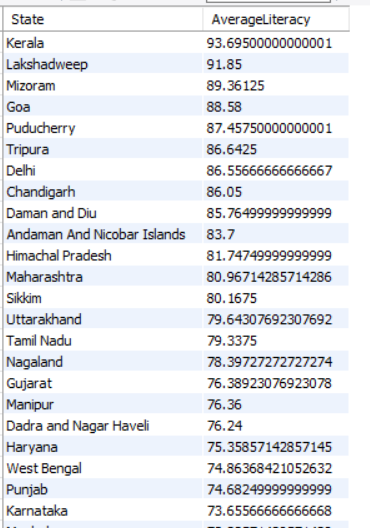 State AverageLiteracy
Kerala 93.69500000000001
Lakshadweep 91.85
Mizoram 89.36125
Goa 88.58
Puducherry 87.45750000000001
Tripura 86.6425
Delhi 86.55666666666667
Chandigarh 86.05
Daman and Diu 85.76499999999999
Andaman And Nicobar Islands 83.7
Himachal Pradesh 81.74749999999999
Maharashtra 80.96714285714286
Sikkim 80.1675
Uttarakhand 79.64307692307692
Tamil Nadu 79.3375
Nagaland 78.39727272727274
Gujarat 76.38923076923078
Manipur 76.36
Dadra and Nagar Haveli 76.24
Haryana 75.35857142857145
West Bengal 74.86368421052632
Punjab 74.68249999999999
Karnataka 73.65566666666668